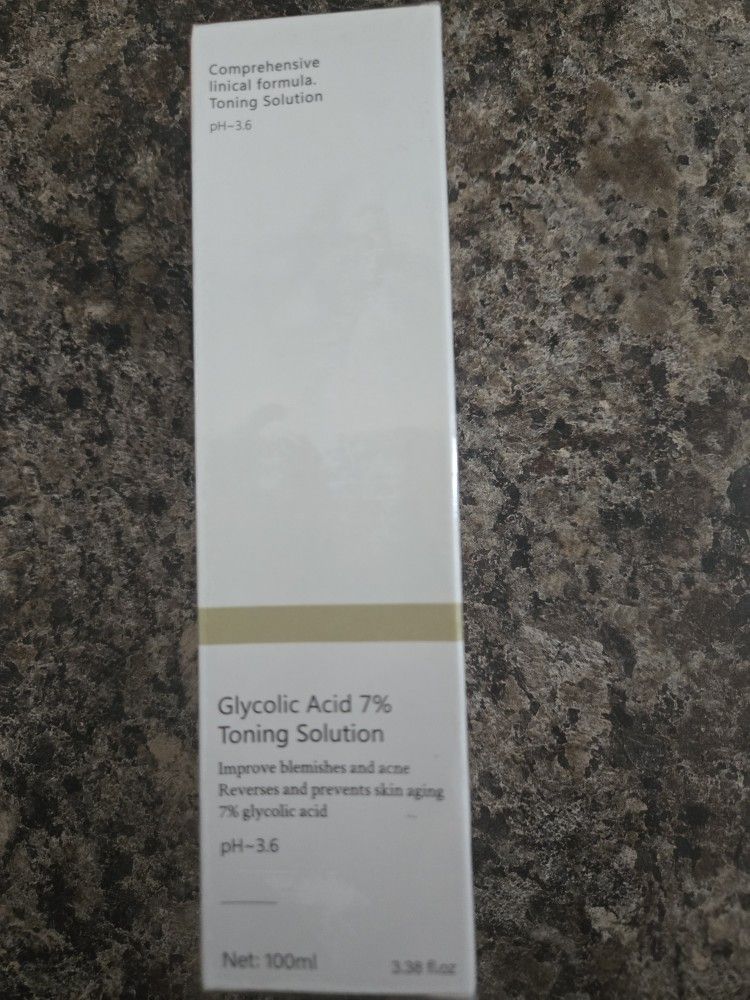 Comprehensive
linical formula.
Toning Solution
pH~3.6
Glycolic Acid 7%
Toning Solution
Improve blemishes and acne
Reverses and prevents skin aging
7% glycolic acid
pH~3.6
Net: 100ml
3.38 fl.oz